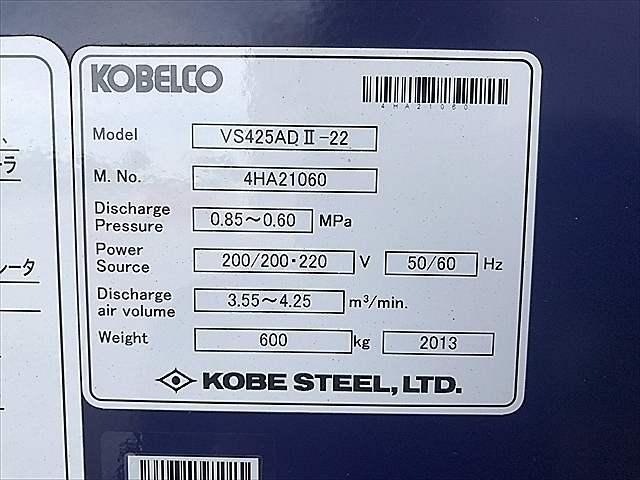 KOBELCO
4HA21060
Model VS425ADⅡ-22
M. No. 4HA21060
Discharge Pressure 0.85～0.60 MPa
Power Source 200/200・220 V 50/60 Hz
Discharge air volume 3.55～4.25 m³/min.
Weight 600 kg 2013
KOBE STEEL, LTD.
ーラ
レータ